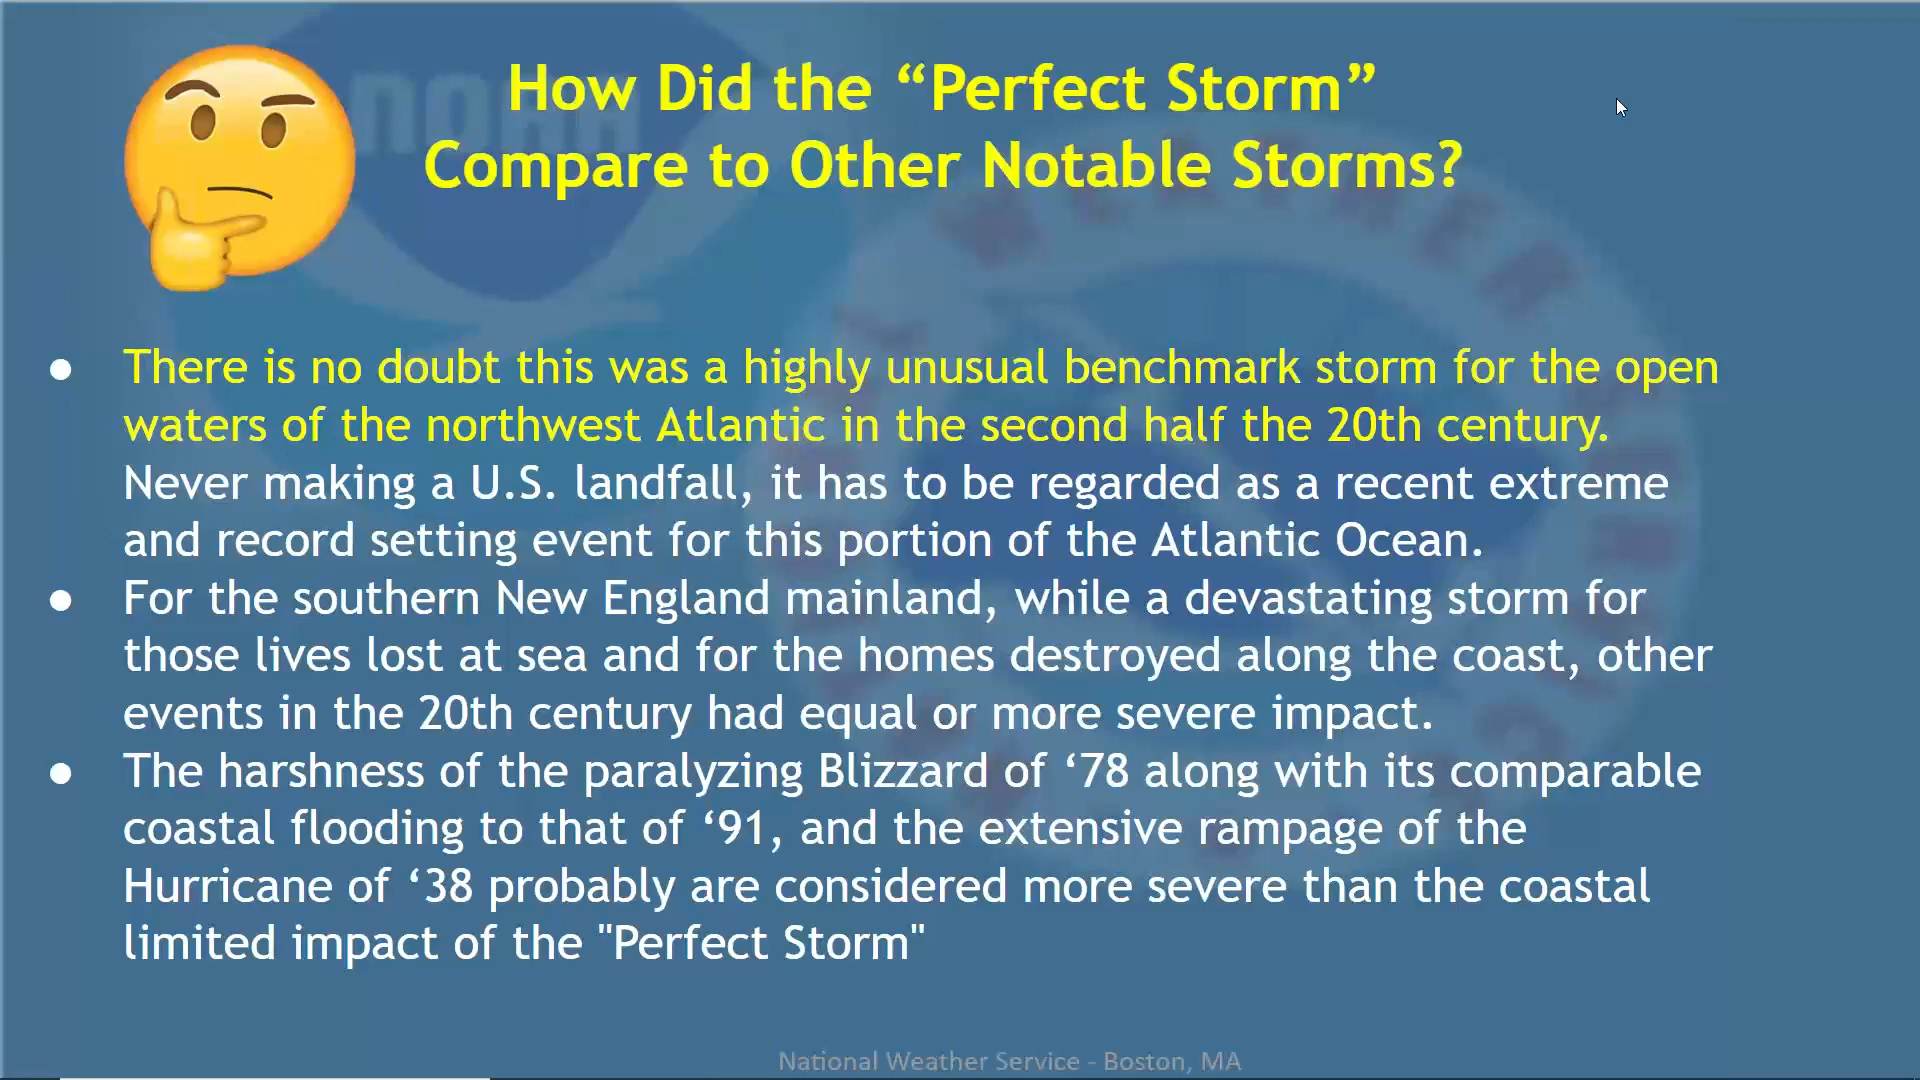 How Did the “Perfect Storm”
Compare to Other Notable Storms?
noaa
WEATHER
● There is no doubt this was a highly unusual benchmark storm for the open
waters of the northwest Atlantic in the second half the 20th century.
Never making a U.S. landfall, it has to be regarded as a recent extreme
and record setting event for this portion of the Atlantic Ocean.
● For the southern New England mainland, while a devastating storm for
those lives lost at sea and for the homes destroyed along the coast, other
events in the 20th century had equal or more severe impact.
● The harshness of the paralyzing Blizzard of ‘78 along with its comparable
coastal flooding to that of ‘91, and the extensive rampage of the
Hurricane of ‘38 probably are considered more severe than the coastal
limited impact of the "Perfect Storm"
National Weather Service - Boston, MA